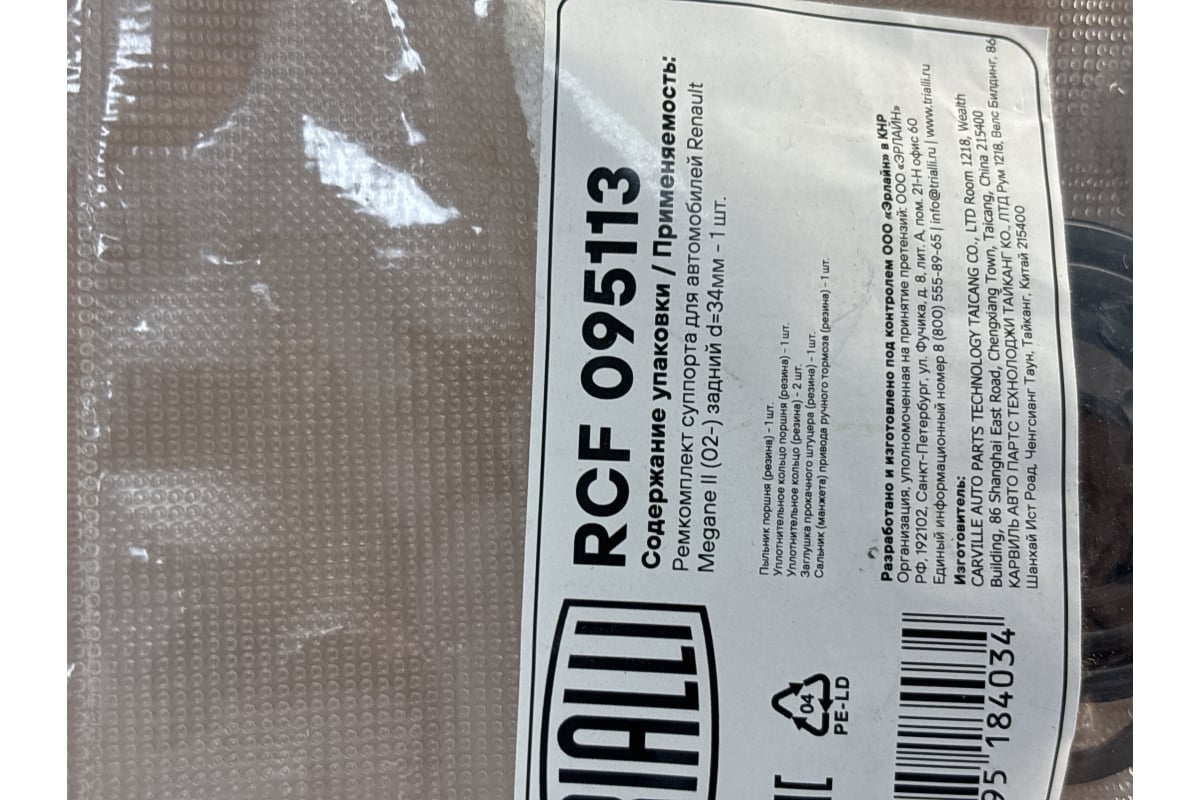 RCF 095113
Содержание упаковки / Применяемость:
Ремкомплект суппорта для автомобилей Renault
Megane II (02-) задний d=34мм - 1 шт.
Пыльник поршня (резина) - 1 шт.
Уплотнительное кольцо поршня (резина) - 1 шт.
Уплотнительное кольцо (резина) - 2 шт.
Заглушка прокачного штуцера (резина) - 1 шт.
Сальник (манжета) привода ручного тормоза (резина) - 1 шт.
Разработано и изготовлено под контролем ООО «Эрлайн» в КНР
Организация, уполномоченная на принятие претензий: ООО «ЭРЛАЙН»
РФ, 192102, Санкт-Петербург, ул. Фучика, д. 8, лит. А, пом. 21-Н офис 60
Единый информационный номер 8 (800) 555-89-65 | info@trialli.ru | www.trialli.ru
Изготовитель:
CARVILLE AUTO PARTS TECHNOLOGY TAICANG CO., LTD Room 1218, Wealth
Building, 86 Shanghai East Road, Chengxiang Town, Taicang, China 215400
КАРВИЛЬ АВТО ПАРТС ТЕХНОЛОДЖИ ТАЙКАНГ КО., ЛТД Рум 1218, Велс Билдинг, 86
Шанхай Ист Роад, Ченгсианг Таун, Тайканг, Китай 215400
IALLI
04
PE-LD
95 184034